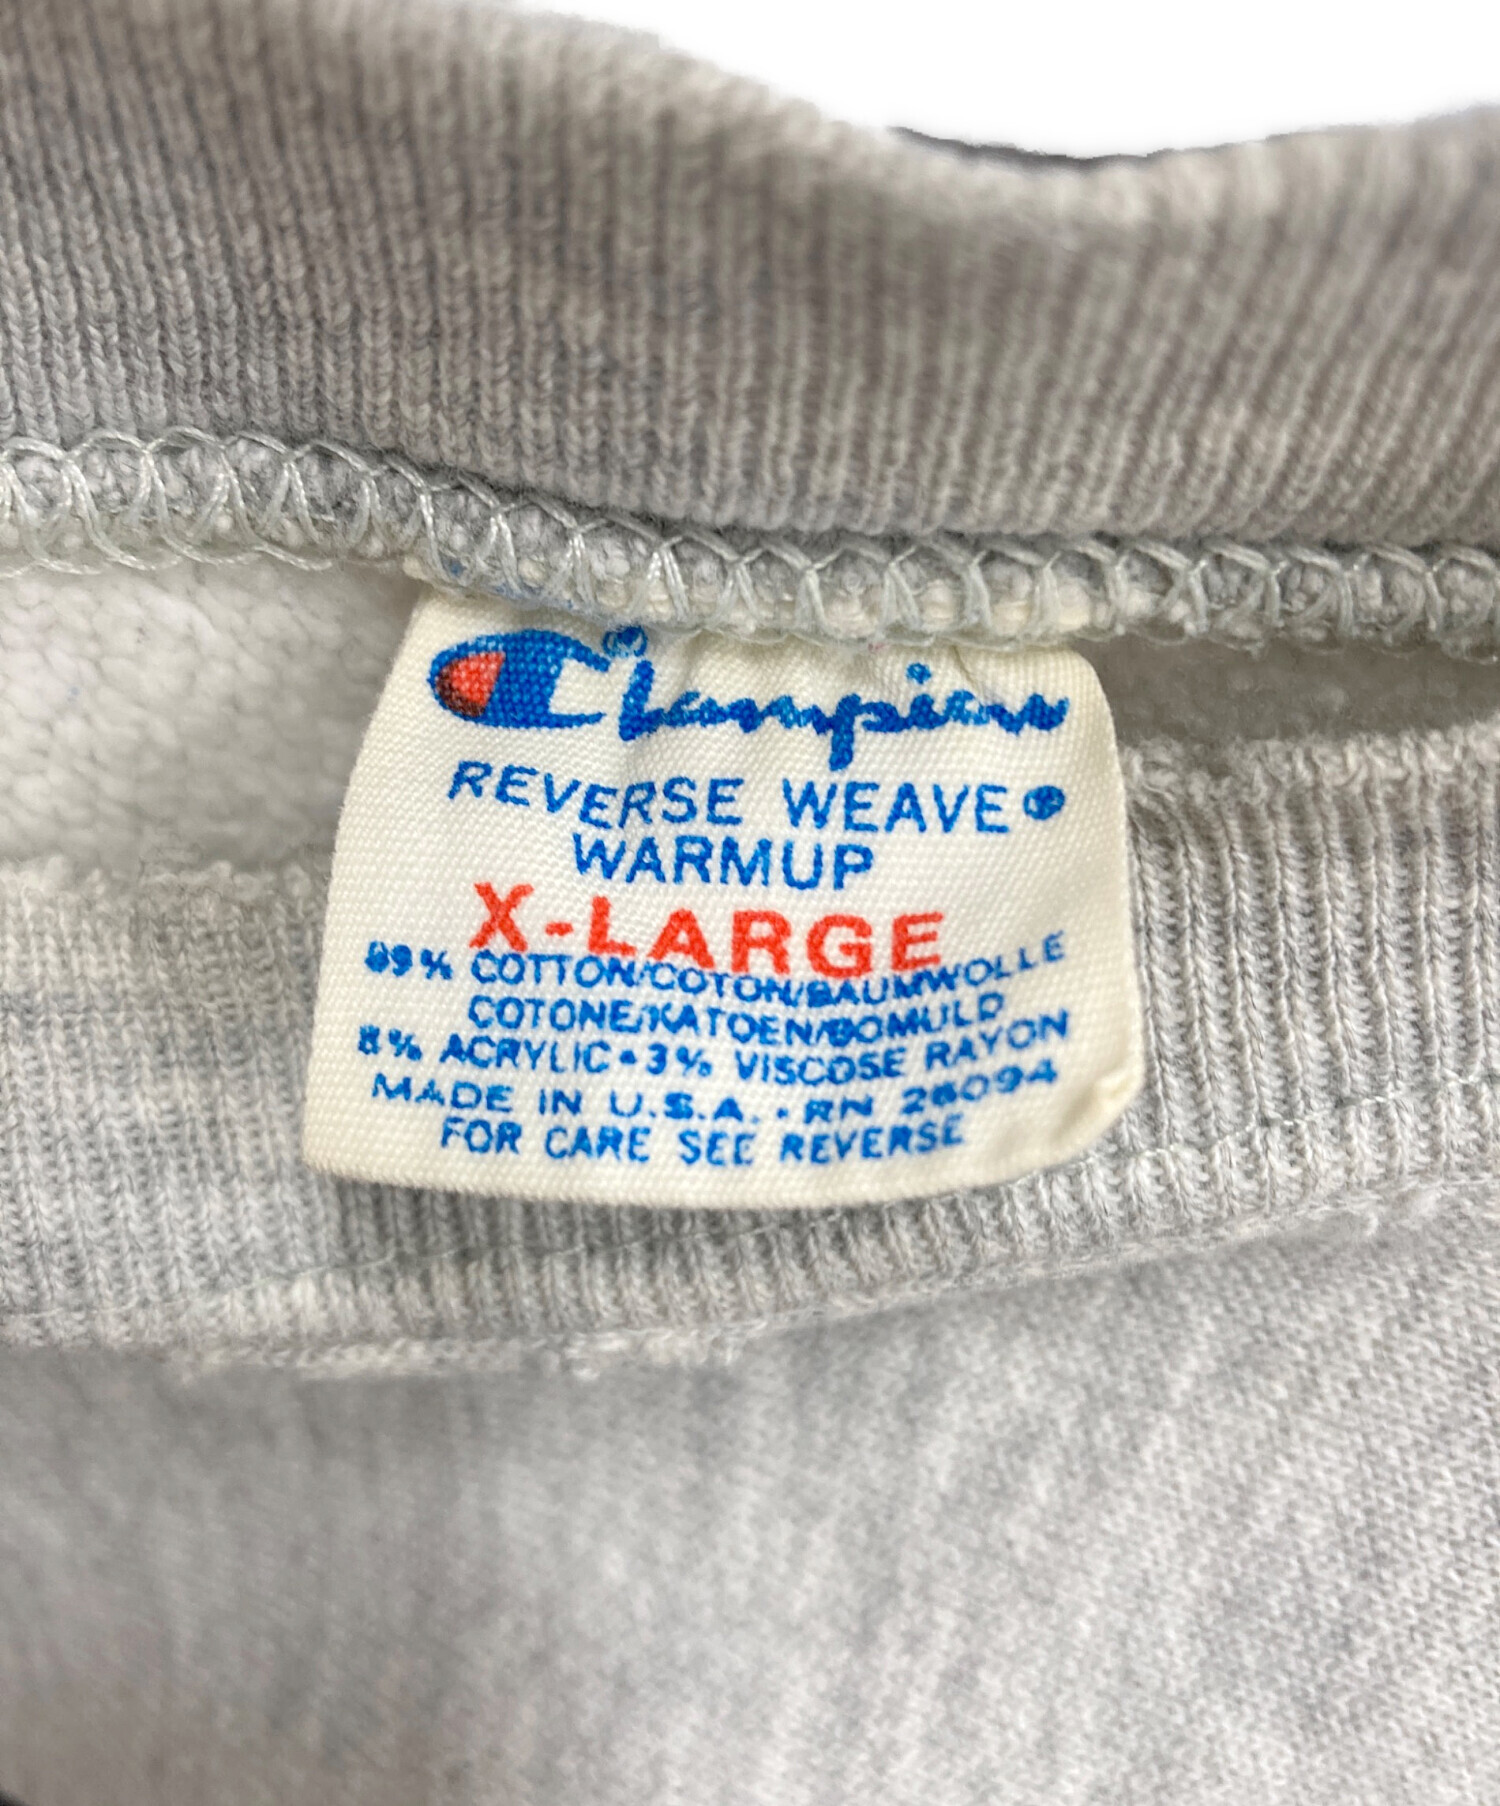 Champion
REVERSE WEAVE®
WARMUP
X-LARGE
89% COTTON/COTON/BAUMWOLLE
COTONE/KATOEN/BOMULD
8% ACRYLIC • 3% VISCOSE RAYON
MADE IN U.S.A. • RN 26094
FOR CARE SEE REVERSE